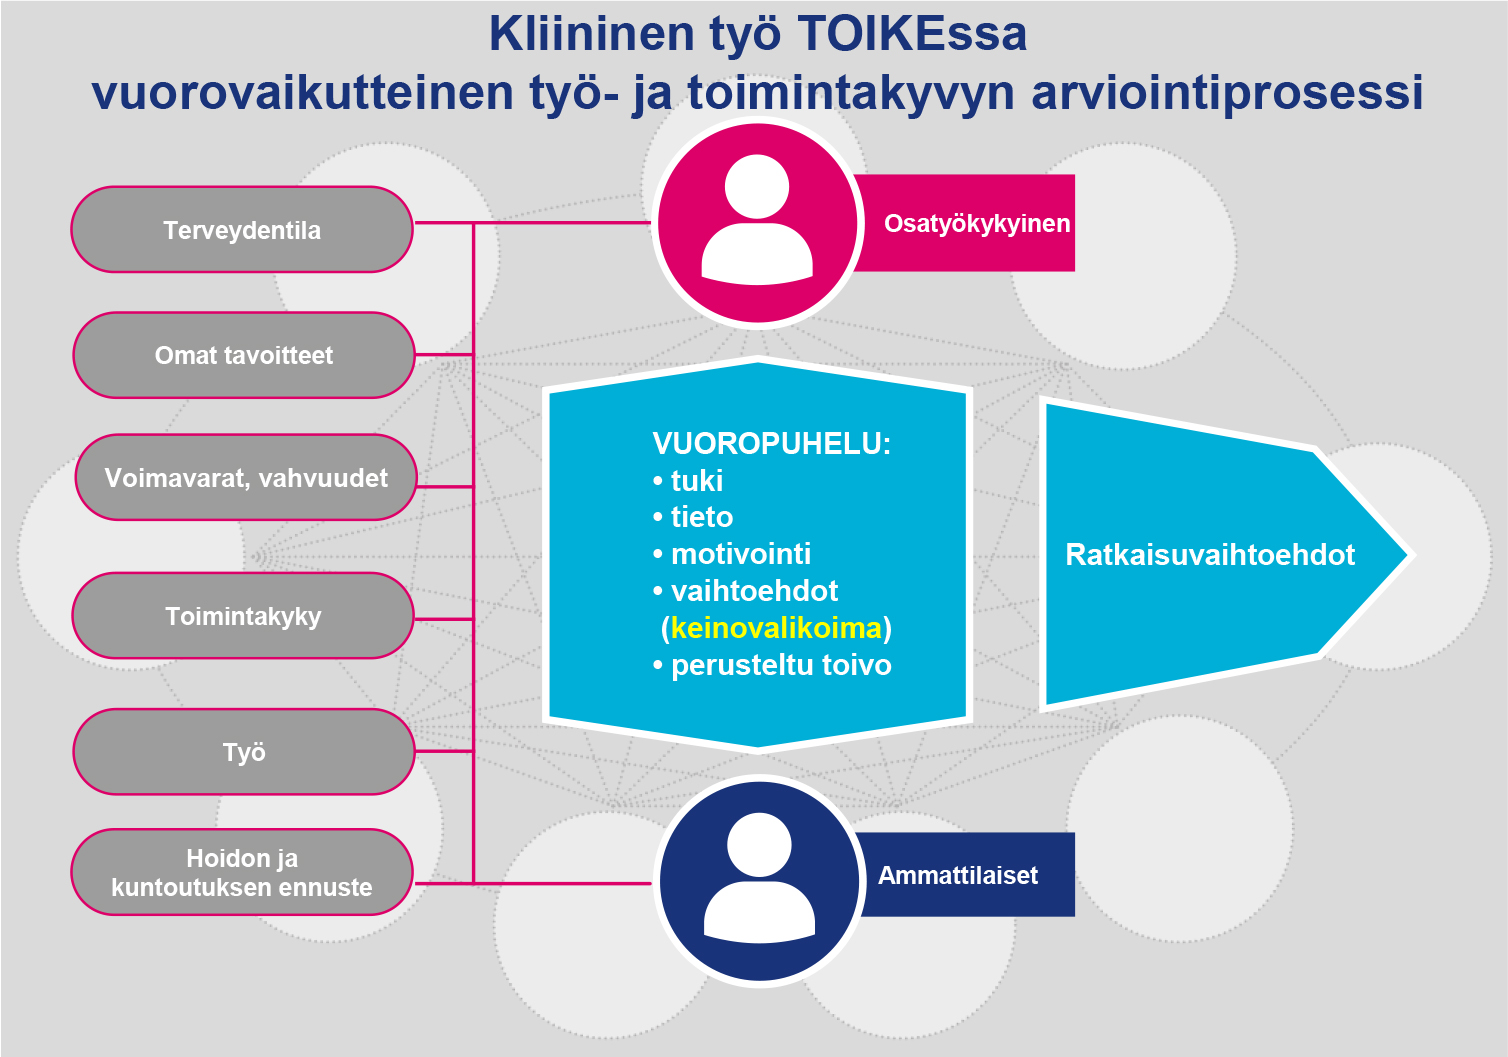 Kliininen työ TOIKEssa
vuorovaikutteinen työ- ja toimintakyvyn arviointiprosessi
Terveydentila
Omat tavoitteet
Voimavarat, vahvuudet
Toimintakyky
Työ
Hoidon ja
kuntoutuksen ennuste
Osatyökykyinen
VUOROPUHELU:
• tuki
• tieto
• motivointi
• vaihtoehdot
(keinovalikoima)
• perusteltu toivo
Ratkaisuvaihtoehdot
Ammattilaiset